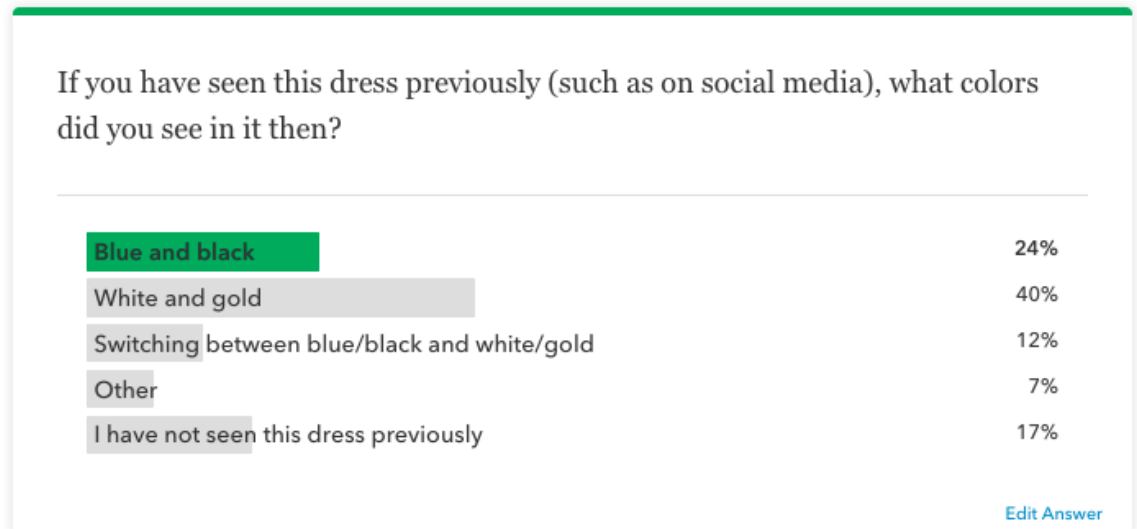 If you have seen this dress previously (such as on social media), what colors
did you see in it then?
Blue and black 24%
White and gold 40%
Switching between blue/black and white/gold 12%
Other 7%
I have not seen this dress previously 17%
Edit Answer